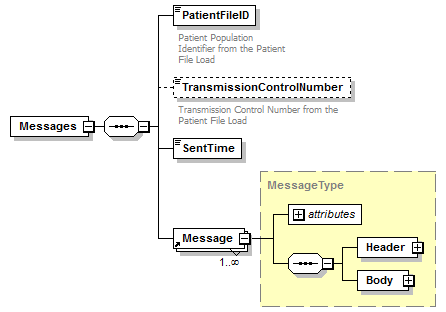 PatientFileID
Patient Population
Identifier from the Patient
File Load
TransmissionControlNumber
Transmission Control Number from the
Patient File Load
Messages
SentTime
MessageType
attributes
Message
1..∞
Header
Body